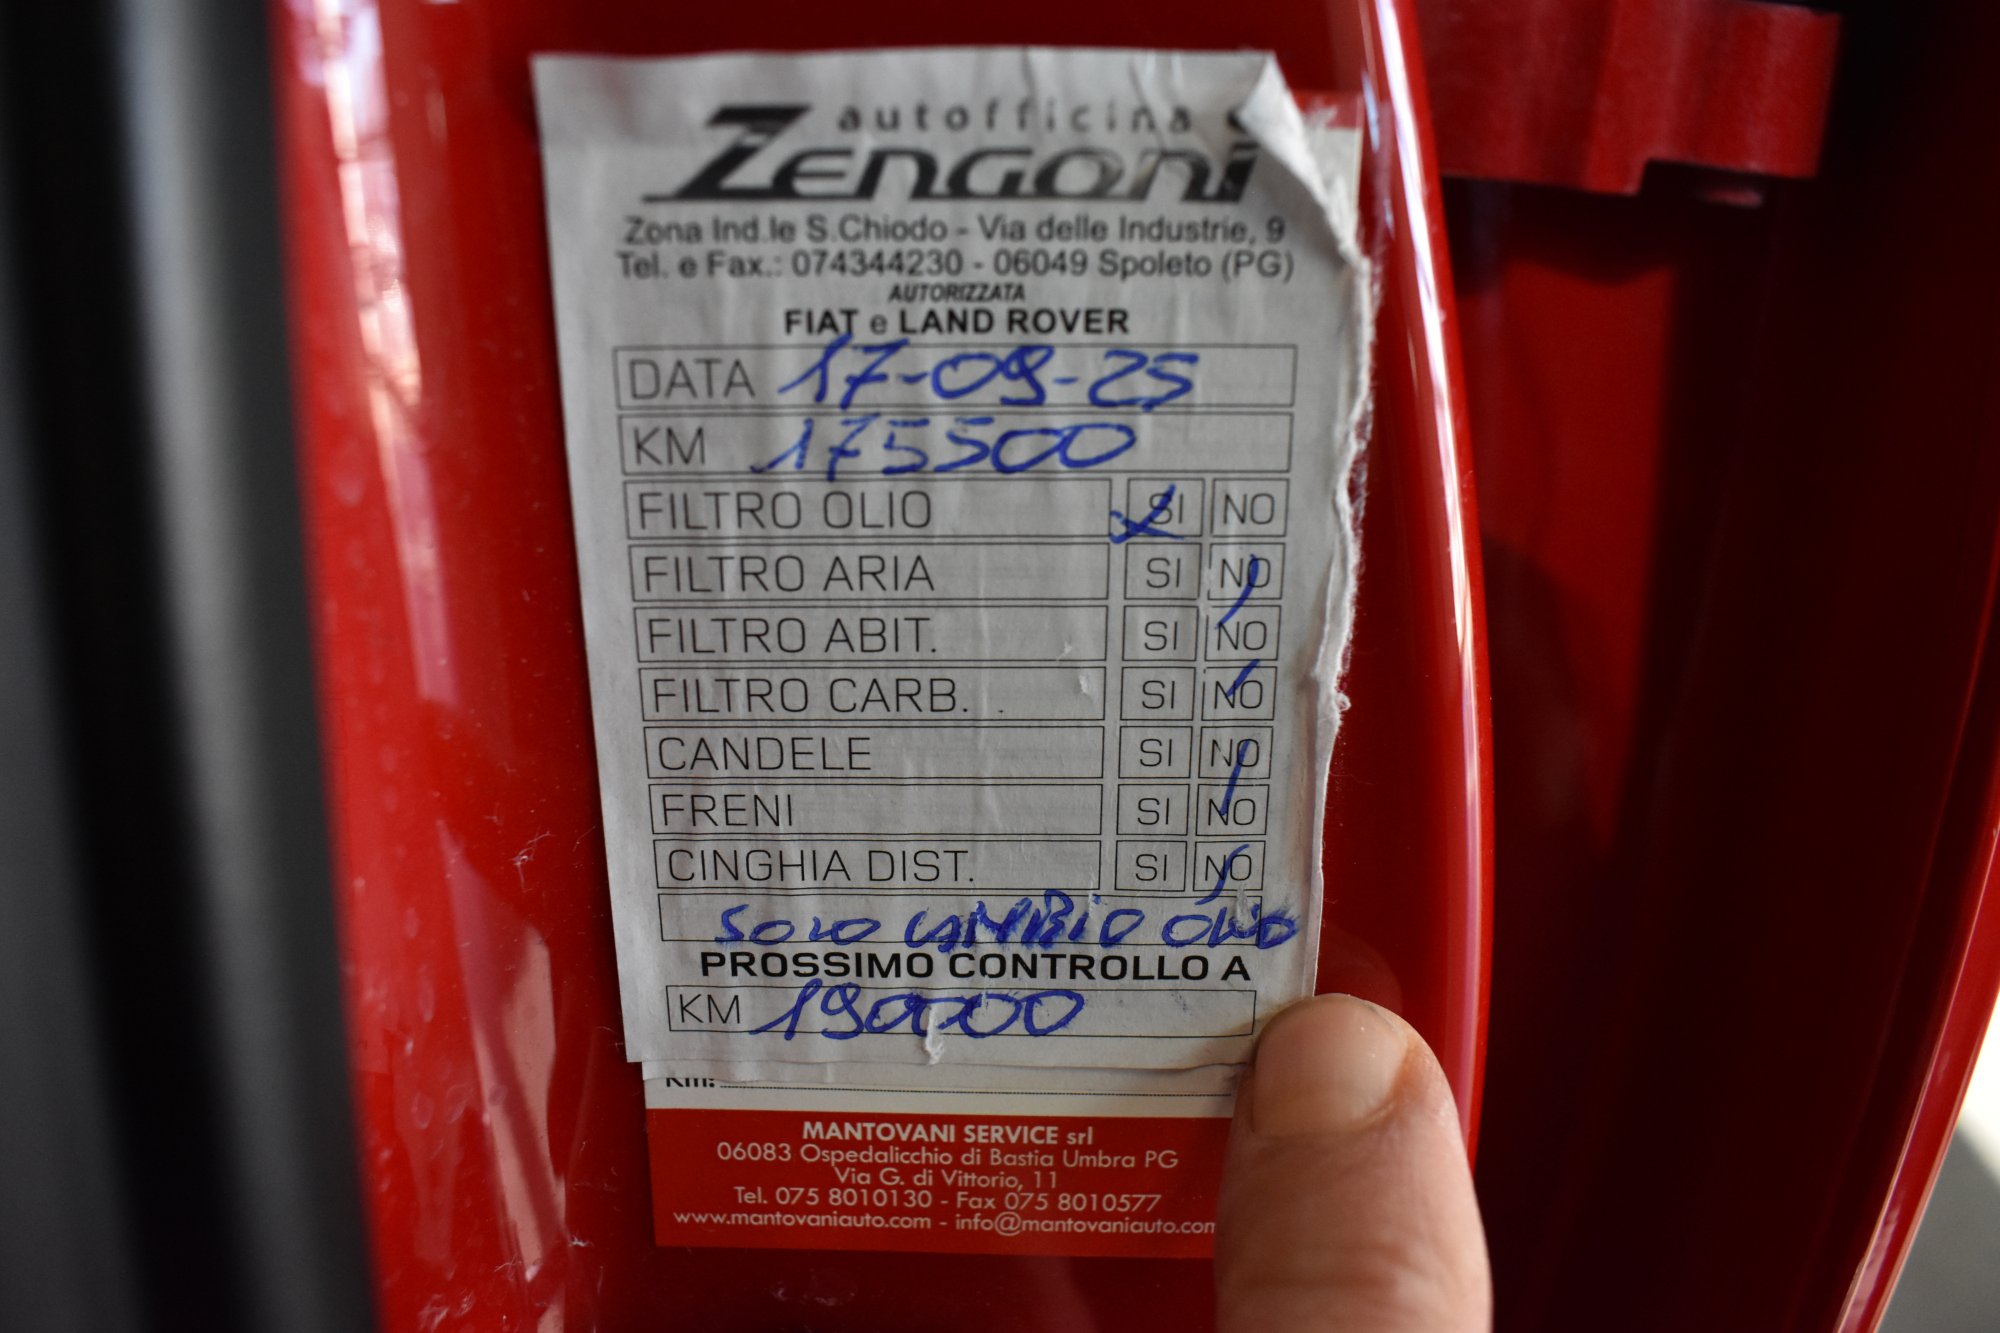 autofficina
ZENGONI
Zona Ind.le S.Chiodo - Via delle Industrie, 9
Tel. e Fax.: 074344230 - 06049 Spoleto (PG)
AUTORIZZATA
FIAT e LAND ROVER
DATA 17-09-25
KM 175500
FILTRO OLIO SI NO
FILTRO ARIA SI NO
FILTRO ABIT. SI NO
FILTRO CARB. SI NO
CANDELE SI NO
FRENI SI NO
CINGHIA DIST. SI NO
SOLO CAMBIO OLIO
PROSSIMO CONTROLLO A
KM 190000
Km:
MANTOVANI SERVICE srl
06083 Ospedalicchio di Bastia Umbra PG
Via G. di Vittorio, 11
Tel. 075 8010130 - Fax 075 8010577
www.mantovaniauto.com - info@mantovaniauto.com